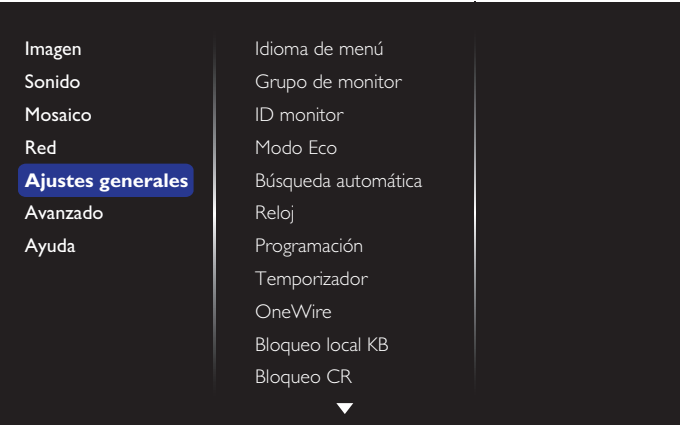 Imagen
Sonido
Mosaico
Red
Ajustes generales
Avanzado
Ayuda
Idioma de menú
Grupo de monitor
ID monitor
Modo Eco
Búsqueda automática
Reloj
Programación
Temporizador
OneWire
Bloqueo local KB
Bloqueo CR